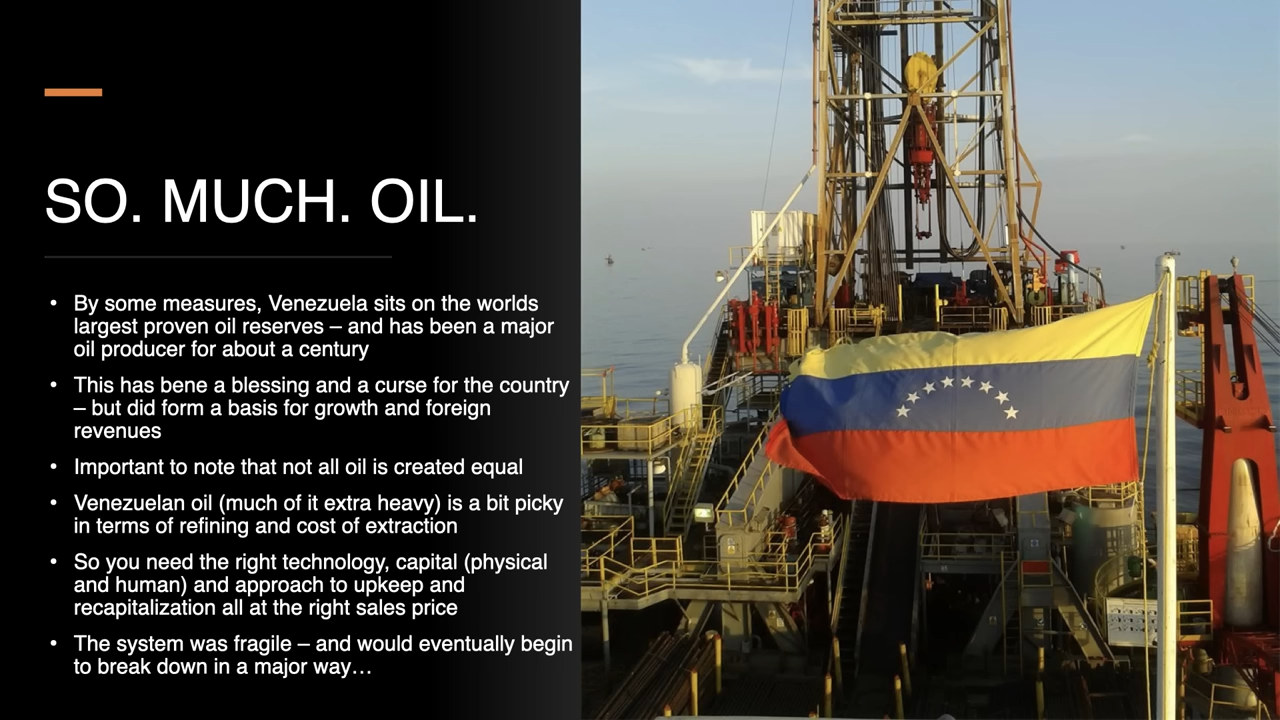 SO. MUCH. OIL.
• By some measures, Venezuela sits on the worlds
largest proven oil reserves – and has been a major
oil producer for about a century
• This has bene a blessing and a curse for the country
– but did form a basis for growth and foreign
revenues
• Important to note that not all oil is created equal
• Venezuelan oil (much of it extra heavy) is a bit picky
in terms of refining and cost of extraction
• So you need the right technology, capital (physical
and human) and approach to upkeep and
recapitalization all at the right sales price
• The system was fragile – and would eventually begin
to break down in a major way…